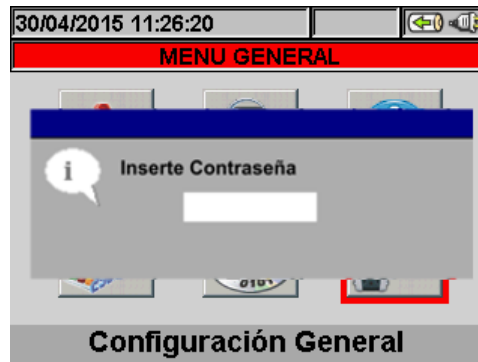 30/04/2015 11:26:20
MENU GENERAL
i
Inserte Contraseña
Configuración General